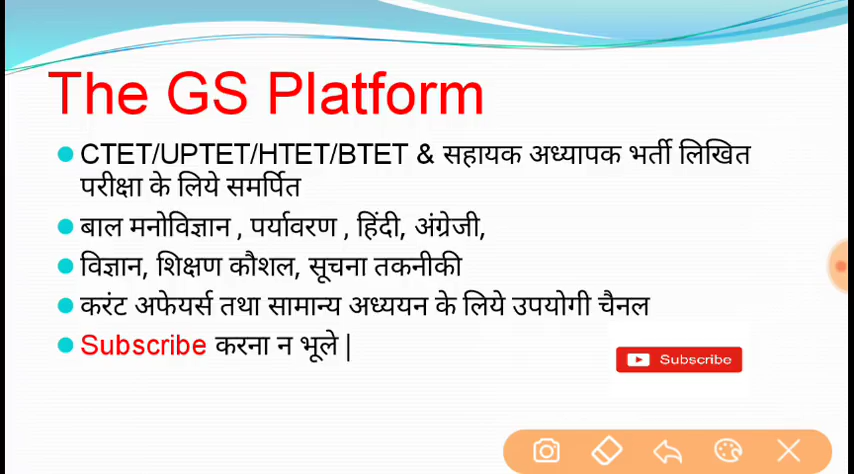 The GS Platform
CTET/UPTET/HTET/BTET & सहायक अध्यापक भर्ती लिखित
परीक्षा के लिये समर्पित
बाल मनोविज्ञान , पर्यावरण , हिंदी, अंग्रेजी,
विज्ञान, शिक्षण कौशल, सूचना तकनीकी
करंट अफेयर्स तथा सामान्य अध्ययन के लिये उपयोगी चैनल
Subscribe करना न भूले |
Subscribe